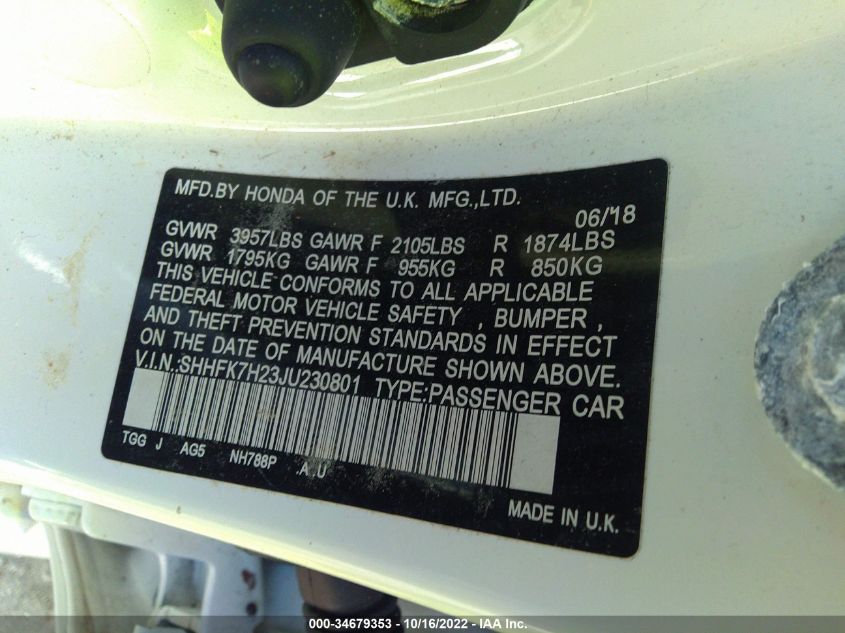 MFD.BY HONDA OF THE U.K. MFG.,LTD.
06/18
GVWR 3957LBS GAWR F 2105LBS R 1874LBS
GVWR 1795KG GAWR F 955KG R 850KG
THIS VEHICLE CONFORMS TO ALL APPLICABLE
FEDERAL MOTOR VEHICLE SAFETY , BUMPER ,
AND THEFT PREVENTION STANDARDS IN EFFECT
ON THE DATE OF MANUFACTURE SHOWN ABOVE.
V.I.N.:SHHFK7H23JU230801 TYPE:PASSENGER CAR
TGG J AG5 NH788P .A U
MADE IN U.K.
000-34679353 - 10/16/2022 - IAA Inc.